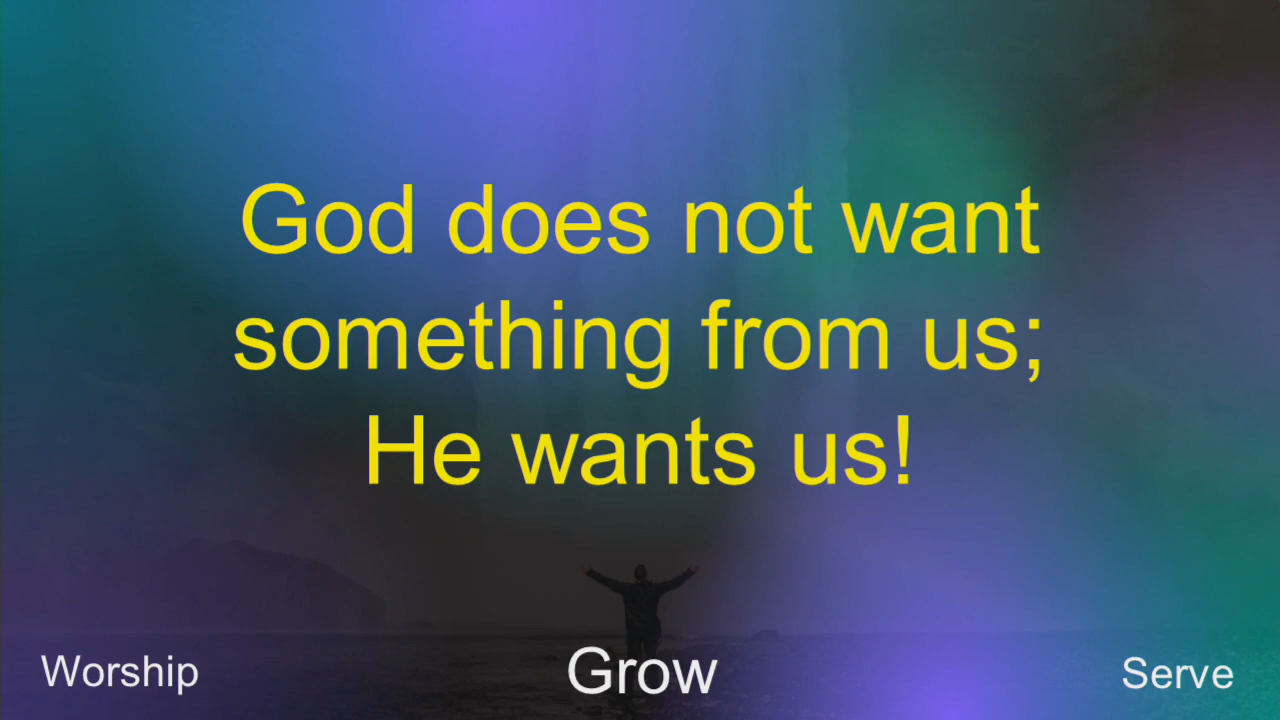 God does not want
something from us;
He wants us!
Worship
Grow
Serve